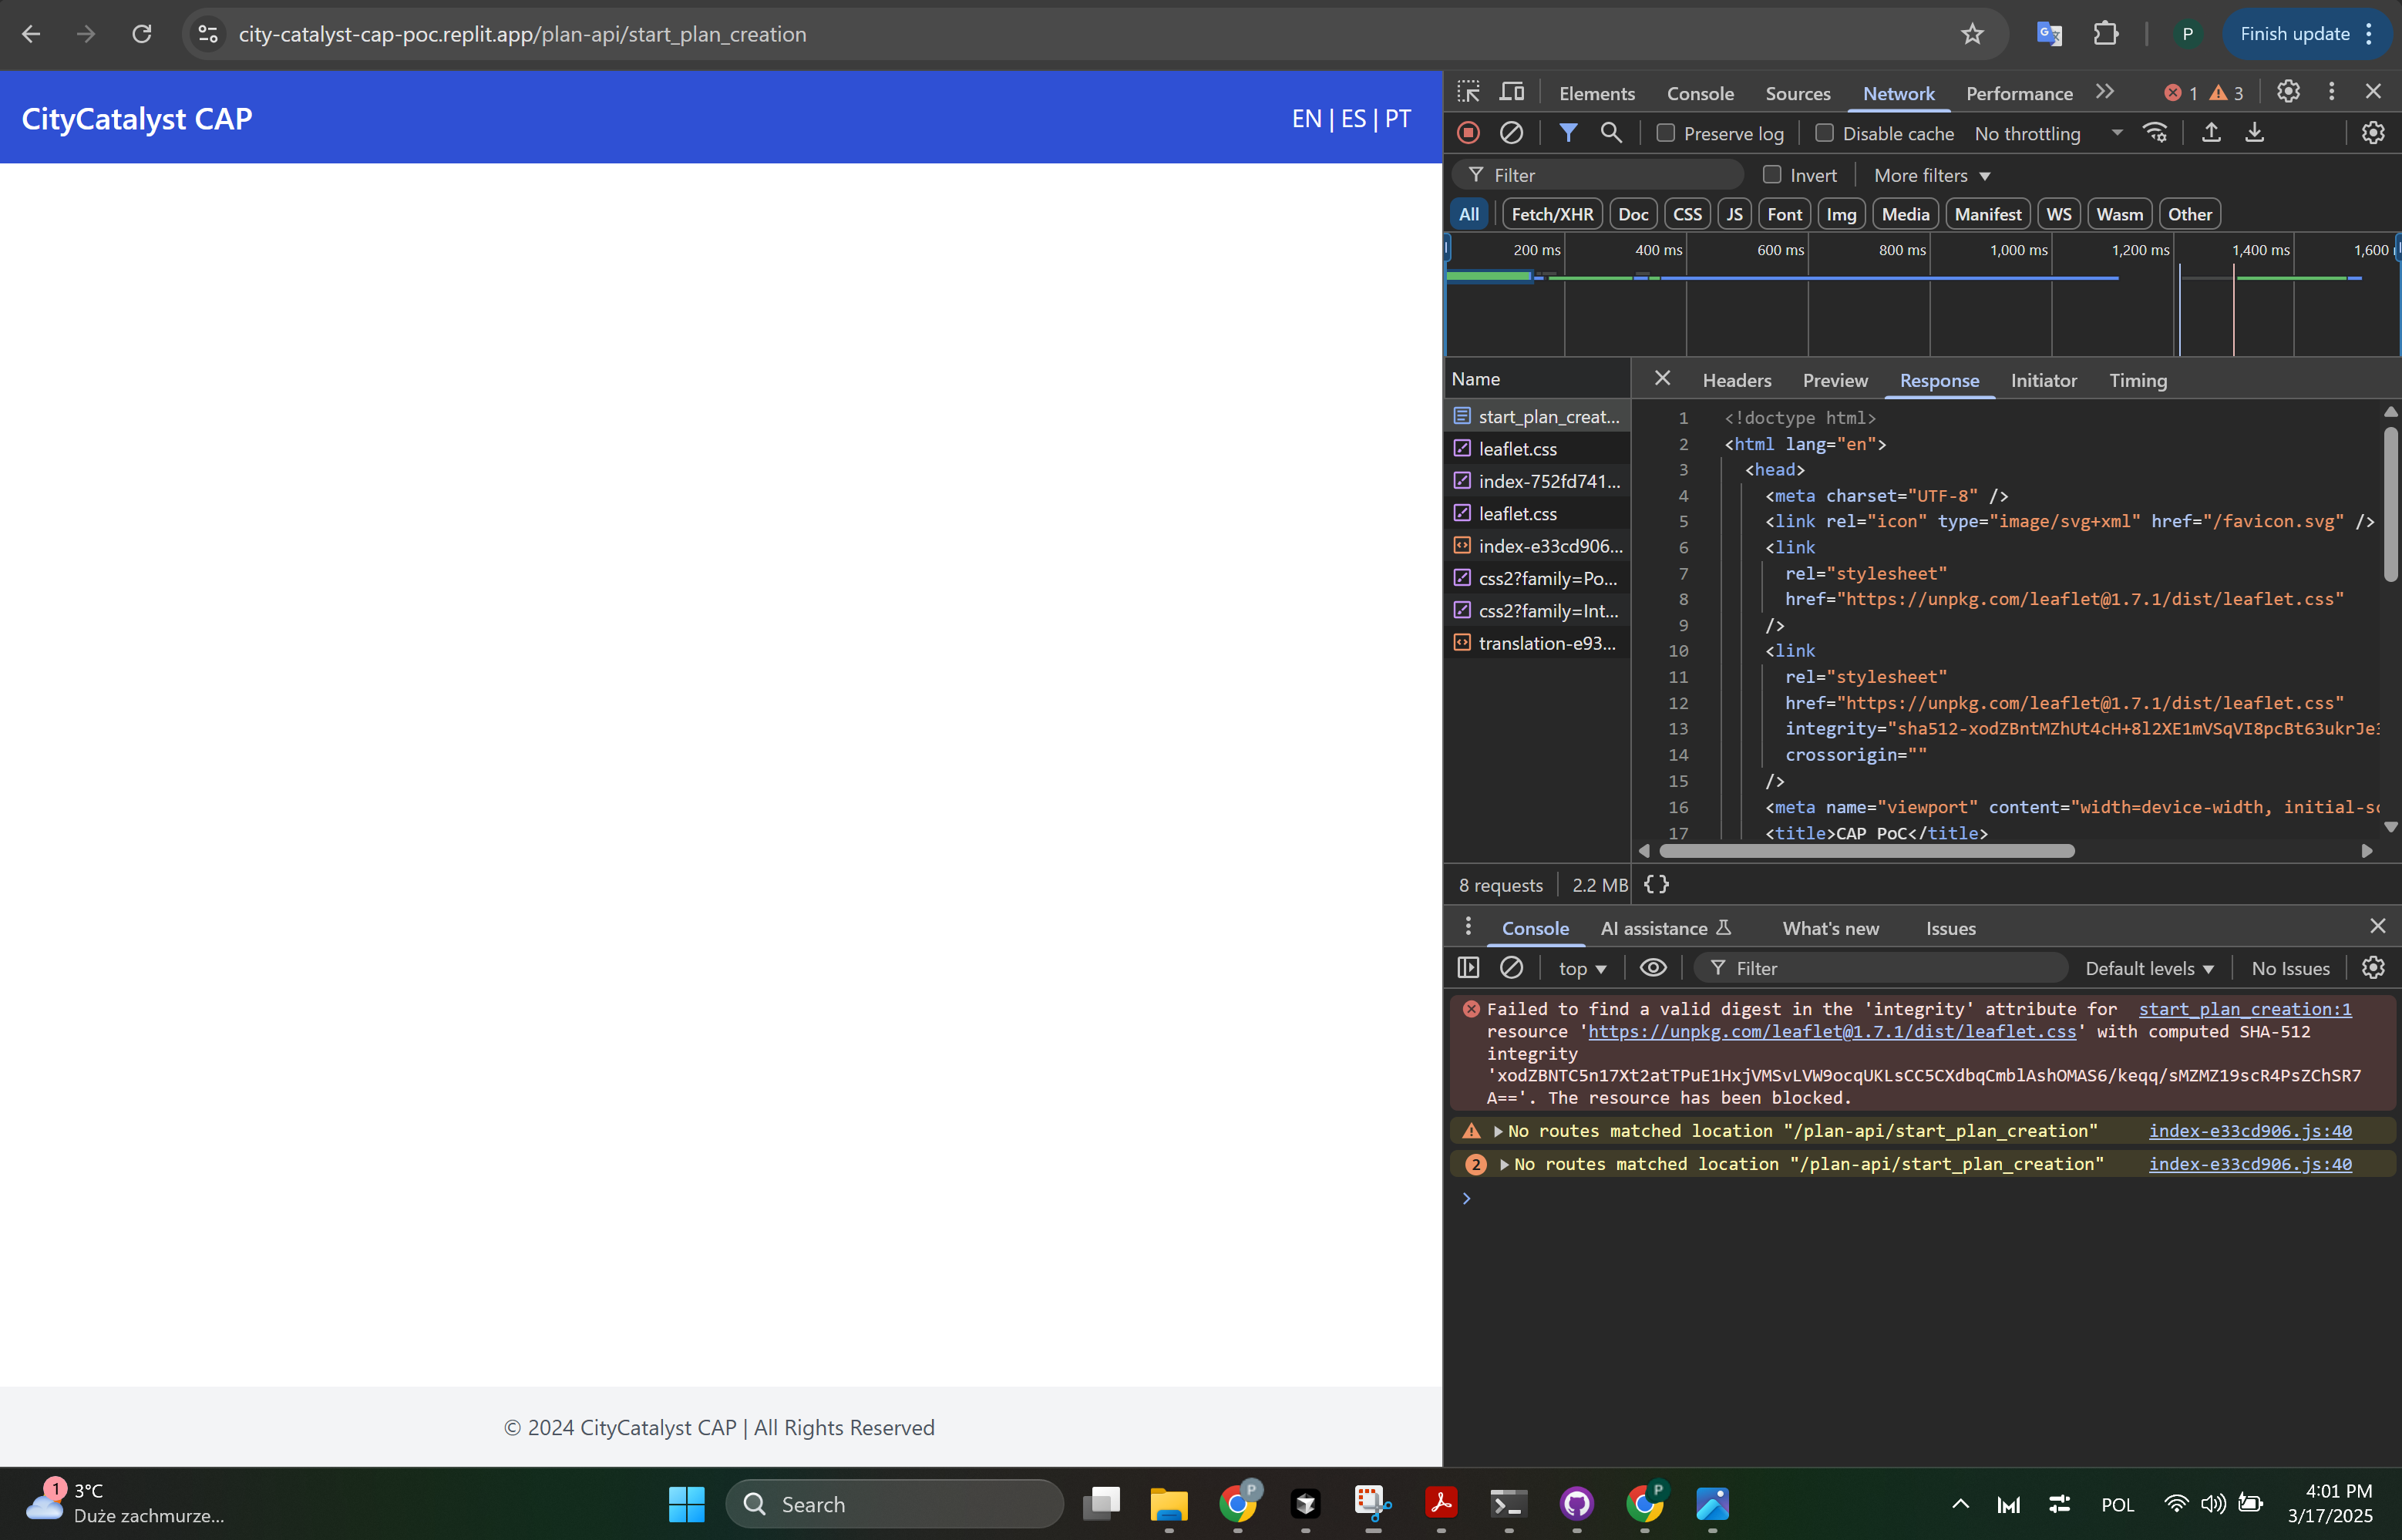 city-catalyst-cap-poc.replit.app/plan-api/start_plan_creation
P
Finish update
CityCatalyst CAP
EN | ES | PT
Elements Console Sources Network Performance
1 3
Preserve log Disable cache No throttling
Filter Invert More filters
All Fetch/XHR Doc CSS JS Font Img Media Manifest WS Wasm Other
200 ms 400 ms 600 ms 800 ms 1,000 ms 1,200 ms 1,400 ms 1,600
Name
Headers Preview Response Initiator Timing
start_plan_creat...
leaflet.css
index-752fd741...
leaflet.css
index-e33cd906...
css2?family=Po...
css2?family=Int...
translation-e93...
1 <!doctype html>
2 <html lang="en">
3 <head>
4 <meta charset="UTF-8" />
5 <link rel="icon" type="image/svg+xml" href="/favicon.svg" />
6 <link
7 rel="stylesheet"
8 href="https://unpkg.com/leaflet@1.7.1/dist/leaflet.css"
9 />
10 <link
11 rel="stylesheet"
12 href="https://unpkg.com/leaflet@1.7.1/dist/leaflet.css"
13 integrity="sha512-xodZBntMZhUt4cH+8l2XE1mVSqVI8pcBt63ukrJe
14 crossorigin=""
15 />
16 <meta name="viewport" content="width=device-width, initial-sc
17 <title>CAP PoC</title>
8 requests 2.2 MB { }
Console AI assistance What's new Issues
top Filter Default levels No Issues
Failed to find a valid digest in the 'integrity' attribute for start_plan_creation:1
resource 'https://unpkg.com/leaflet@1.7.1/dist/leaflet.css' with computed SHA-512
integrity
'xodZBNTC5n17Xt2atTPuE1HxjVMSvLVW9ocqUKLsCC5CXdbqCmblAshOMAS6/keqq/sMZMZ19scR4PsZChSR7
A=='. The resource has been blocked.
No routes matched location "/plan-api/start_plan_creation" index-e33cd906.js:40
2 No routes matched location "/plan-api/start_plan_creation" index-e33cd906.js:40
© 2024 CityCatalyst CAP | All Rights Reserved
1
3°C
Duże zachmurze...
Search
P
P
POL
4:01 PM
3/17/2025